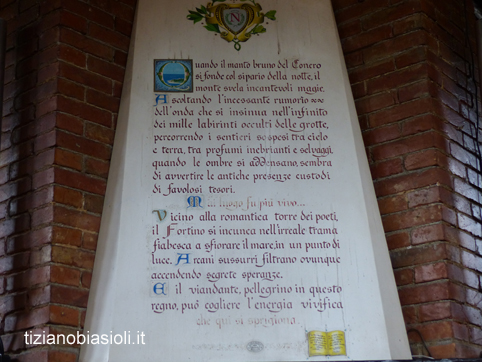 N
Quando il manto bruno del Conero
si fonde col sipario della notte, il
monte svela incantevoli magie.
Ascoltando l'incessante rumorio
dell'onda che si insinua nell'infinito
dei mille labirinti occulti delle grotte,
percorrendo i sentieri sospesi tra cielo
e terra, tra profumi inebrianti e selvaggi,
quando le ombre si addensano, sembra
di avvertire le antiche presenze custodi
di favolosi tesori.
M... luogo fu più vivo...
Vicino alla romantica torre dei poeti,
il Fortino si incunea nell'irreale trama
fiabesca a sfiorare il mare, in un punto di
luce. Arcani sussurri filtrano ovunque
accendendo segrete speranze.
E il viandante, pellegrino in questo
regno, può cogliere l'energia vivifica
che qui si sprigiona.
tizianobiasoli.it